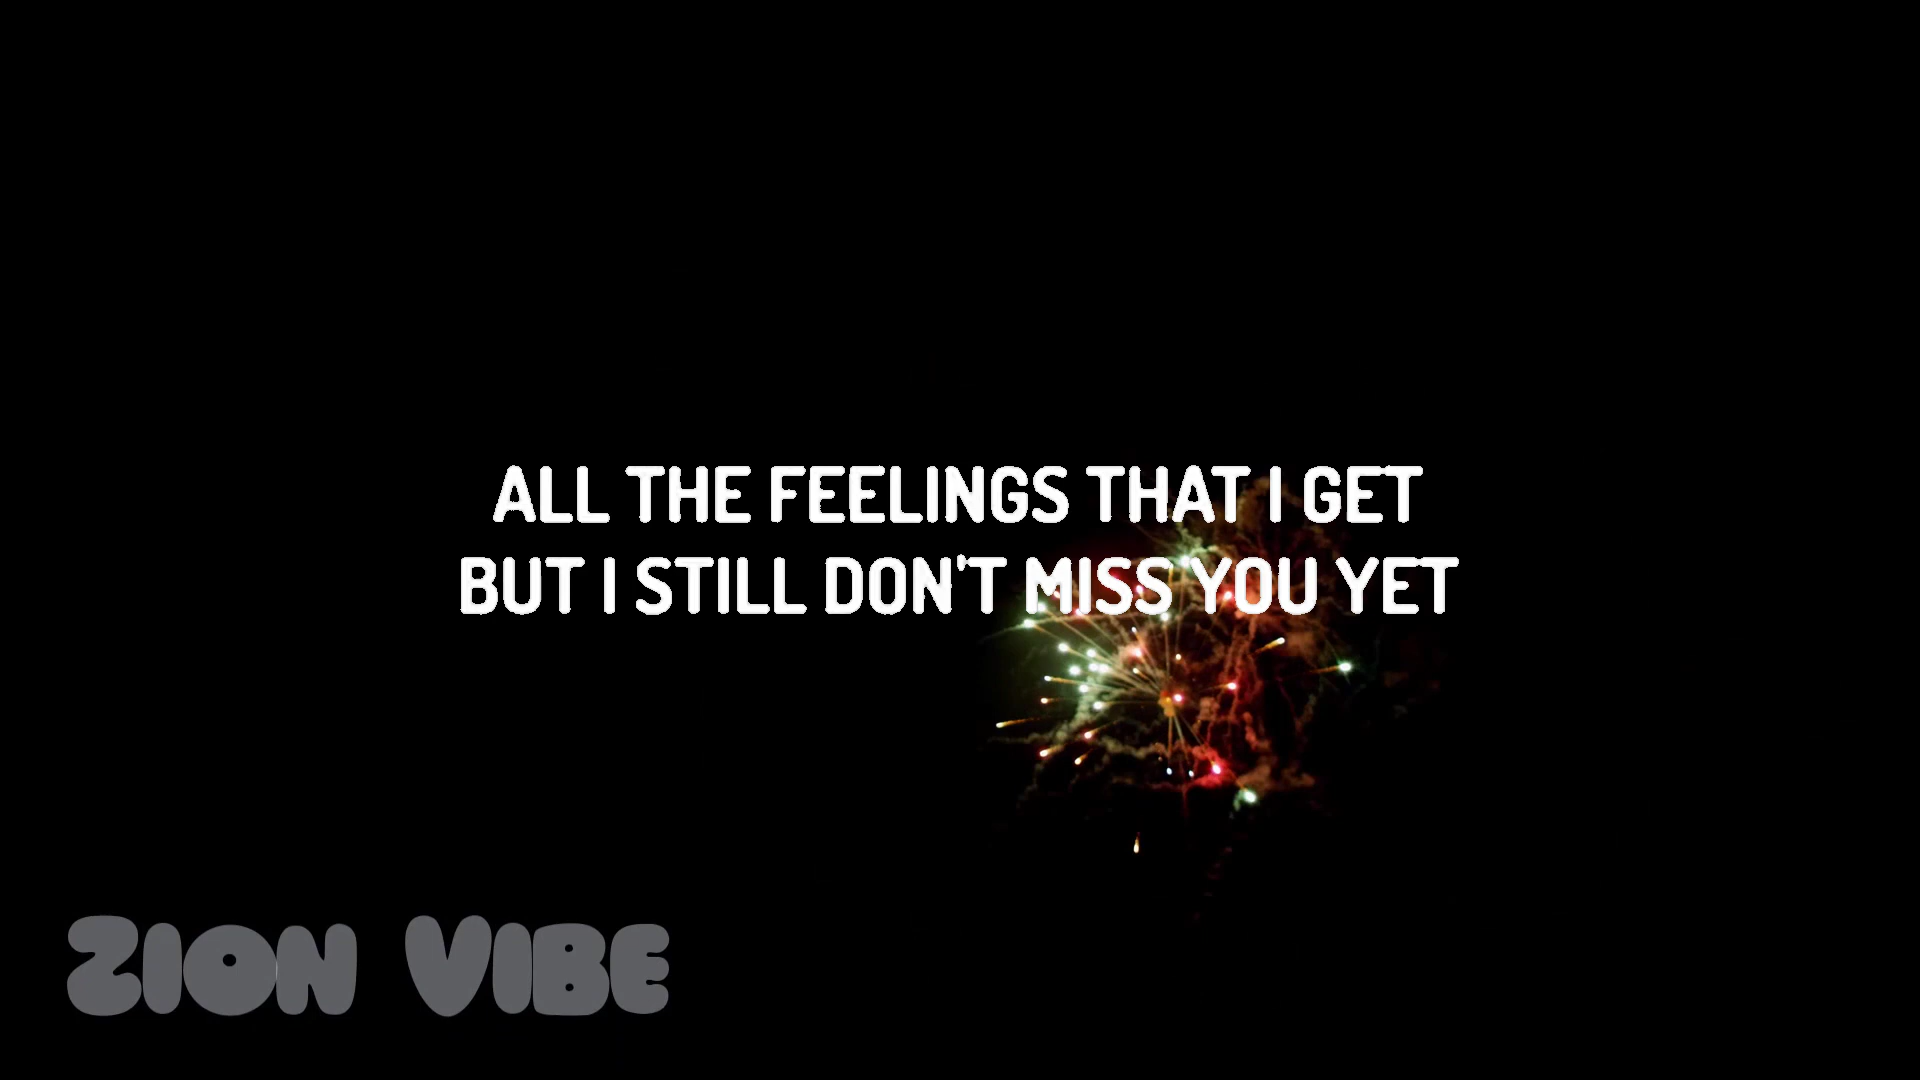 ALL THE FEELINGS THAT I GET
BUT I STILL DON'T MISS YOU YET
ZION VIBE